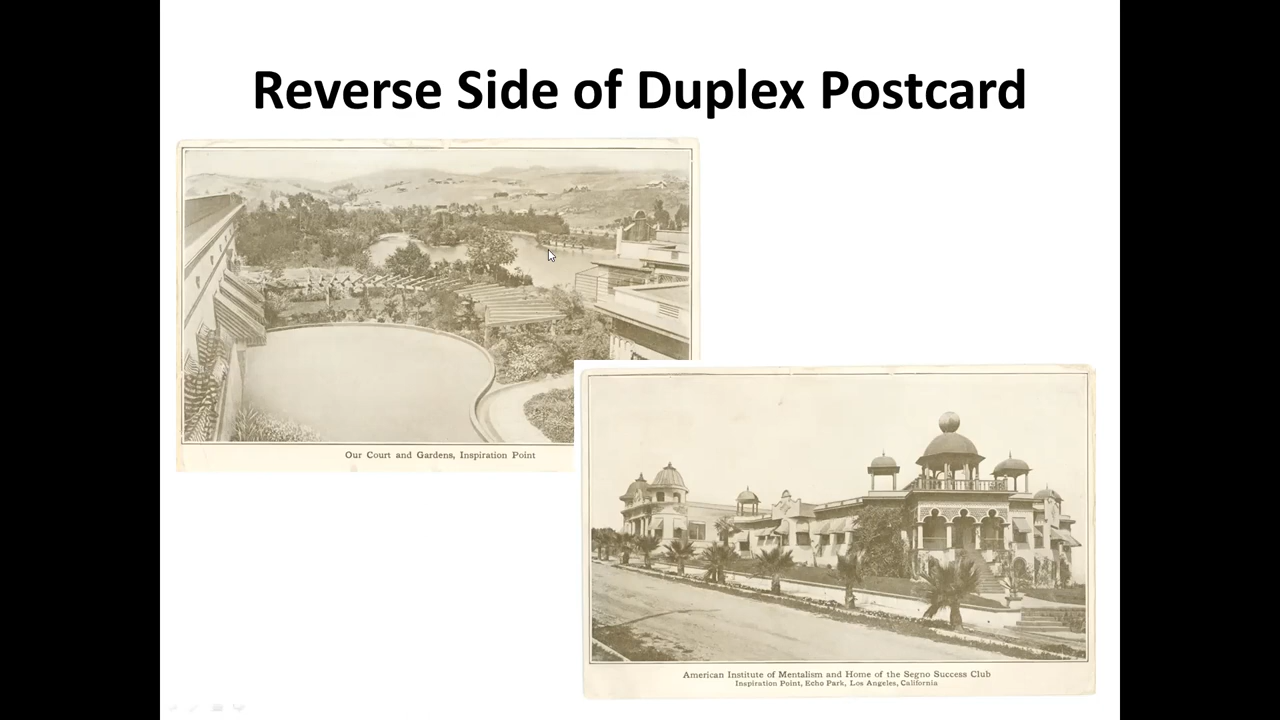 Reverse Side of Duplex Postcard
Our Court and Gardens, Inspiration Point
American Institute of Mentalism and Home of the Segno Success Club
Inspiration Point, Echo Park, Los Angeles, California